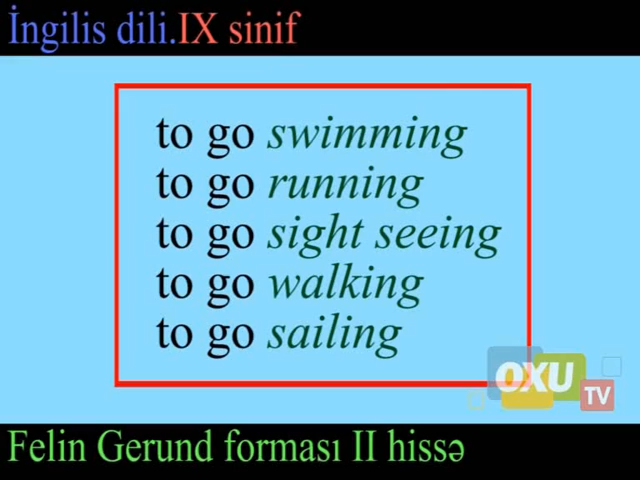 İngilis dili.IX sinif
to go swimming
to go running
to go sight seeing
to go walking
to go sailing
OXU
TV
Felin Gerund forması II hissə